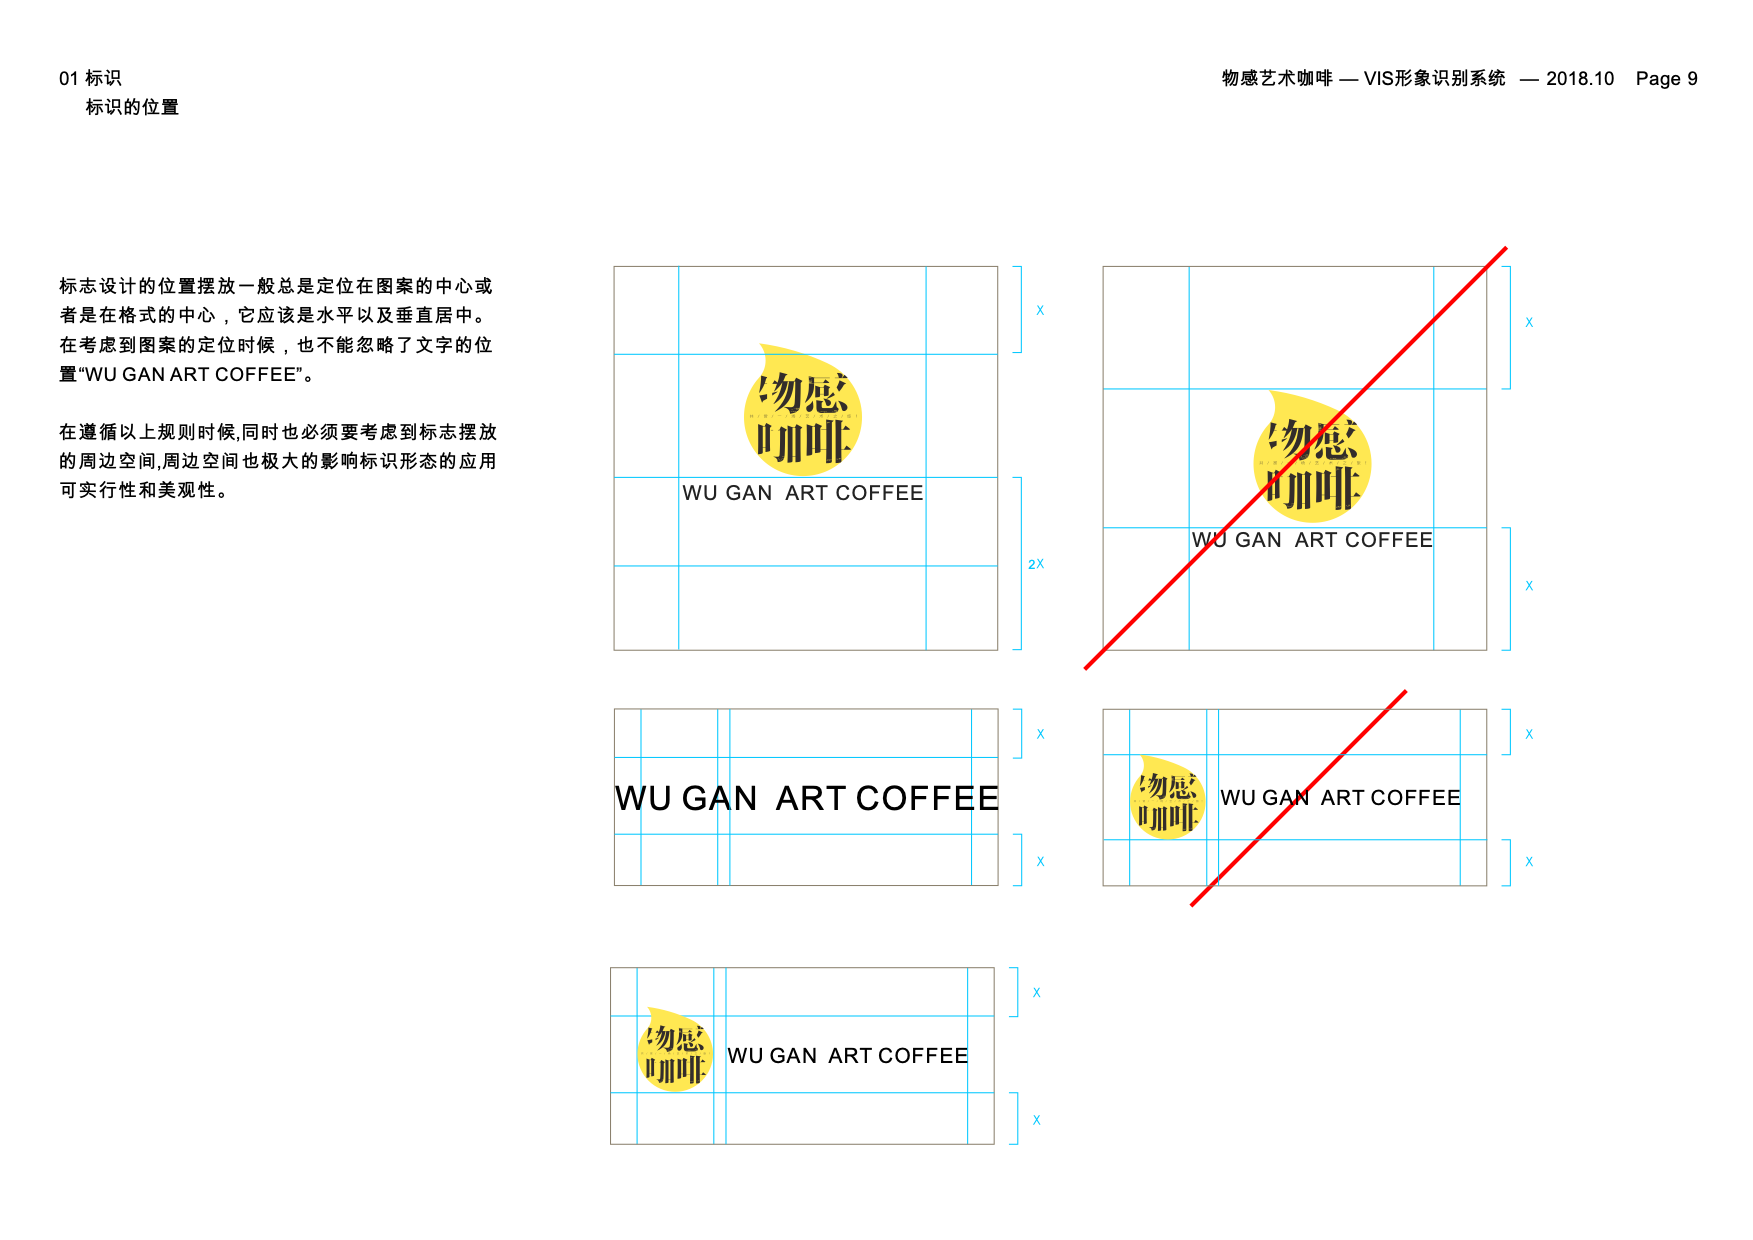 01 标识
标识的位置
物感艺术咖啡 — VIS形象识别系统 — 2018.10 Page 9
标志设计的位置摆放一般总是定位在图案的中心或
者是在格式的中心，它应该是水平以及垂直居中。
在考虑到图案的定位时候，也不能忽略了文字的位
置“WU GAN ART COFFEE”。
在遵循以上规则时候,同时也必须要考虑到标志摆放
的周边空间,周边空间也极大的影响标识形态的应用
可实行性和美观性。
X
物感
咖啡
WU GAN ART COFFEE
2X
X
物感
咖啡
WU GAN ART COFFEE
X
X
WU GAN ART COFFEE
X
X
物感
咖啡
WU GAN ART COFFEE
X
X
物感
咖啡
WU GAN ART COFFEE
X